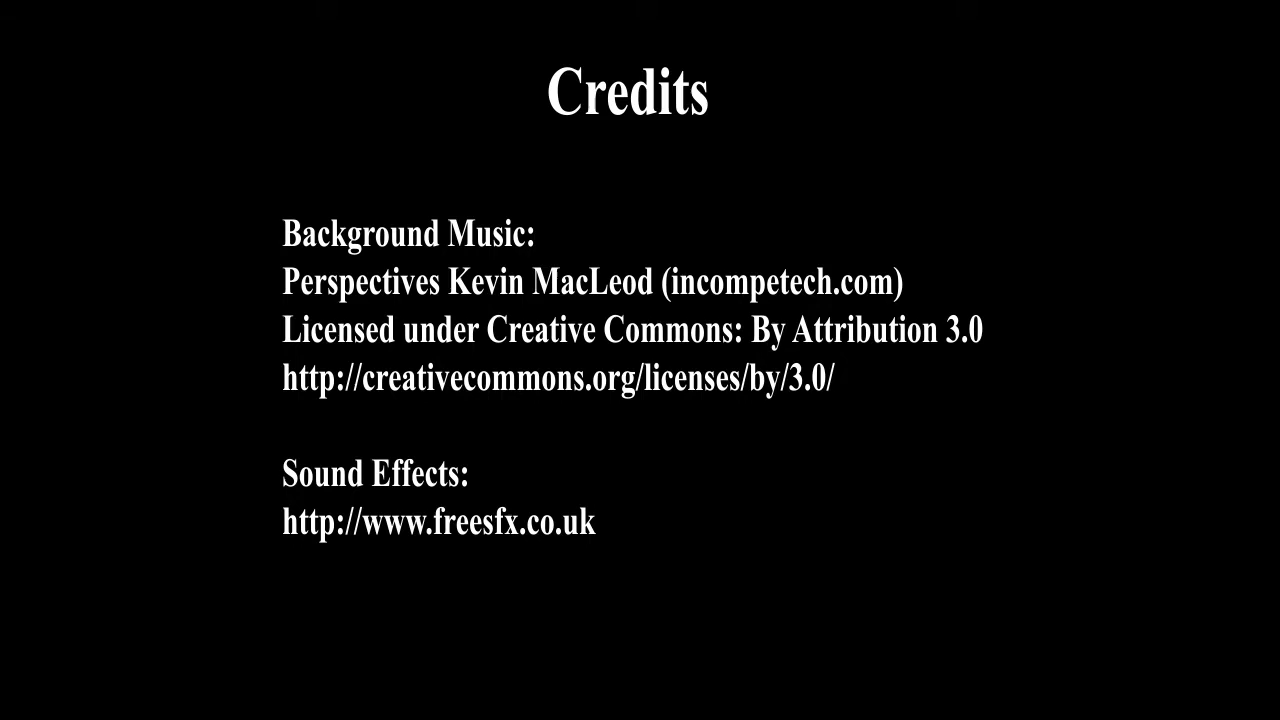 Credits
Background Music:
Perspectives Kevin MacLeod (incompetech.com)
Licensed under Creative Commons: By Attribution 3.0
http://creativecommons.org/licenses/by/3.0/
Sound Effects:
http://www.freesfx.co.uk